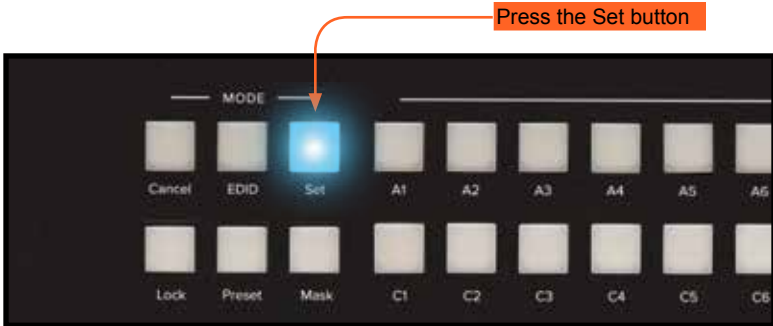 Press the Set button
MODE
Cancel EDID Set A1 A2 A3 A4 A5 A6
Lock Preset Mask C1 C2 C3 C4 C5 C6